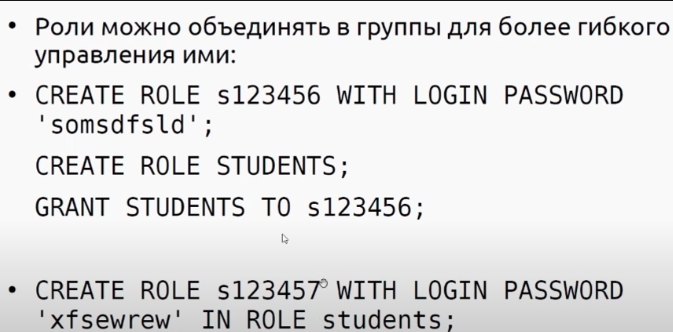 • Роли можно объединять в группы для более гибкого
управления ими:
• CREATE ROLE s123456 WITH LOGIN PASSWORD
'somsdfsld';
CREATE ROLE STUDENTS;
GRANT STUDENTS TO s123456;
• CREATE ROLE s123457 WITH LOGIN PASSWORD
'xfsewrew' IN ROLE students;